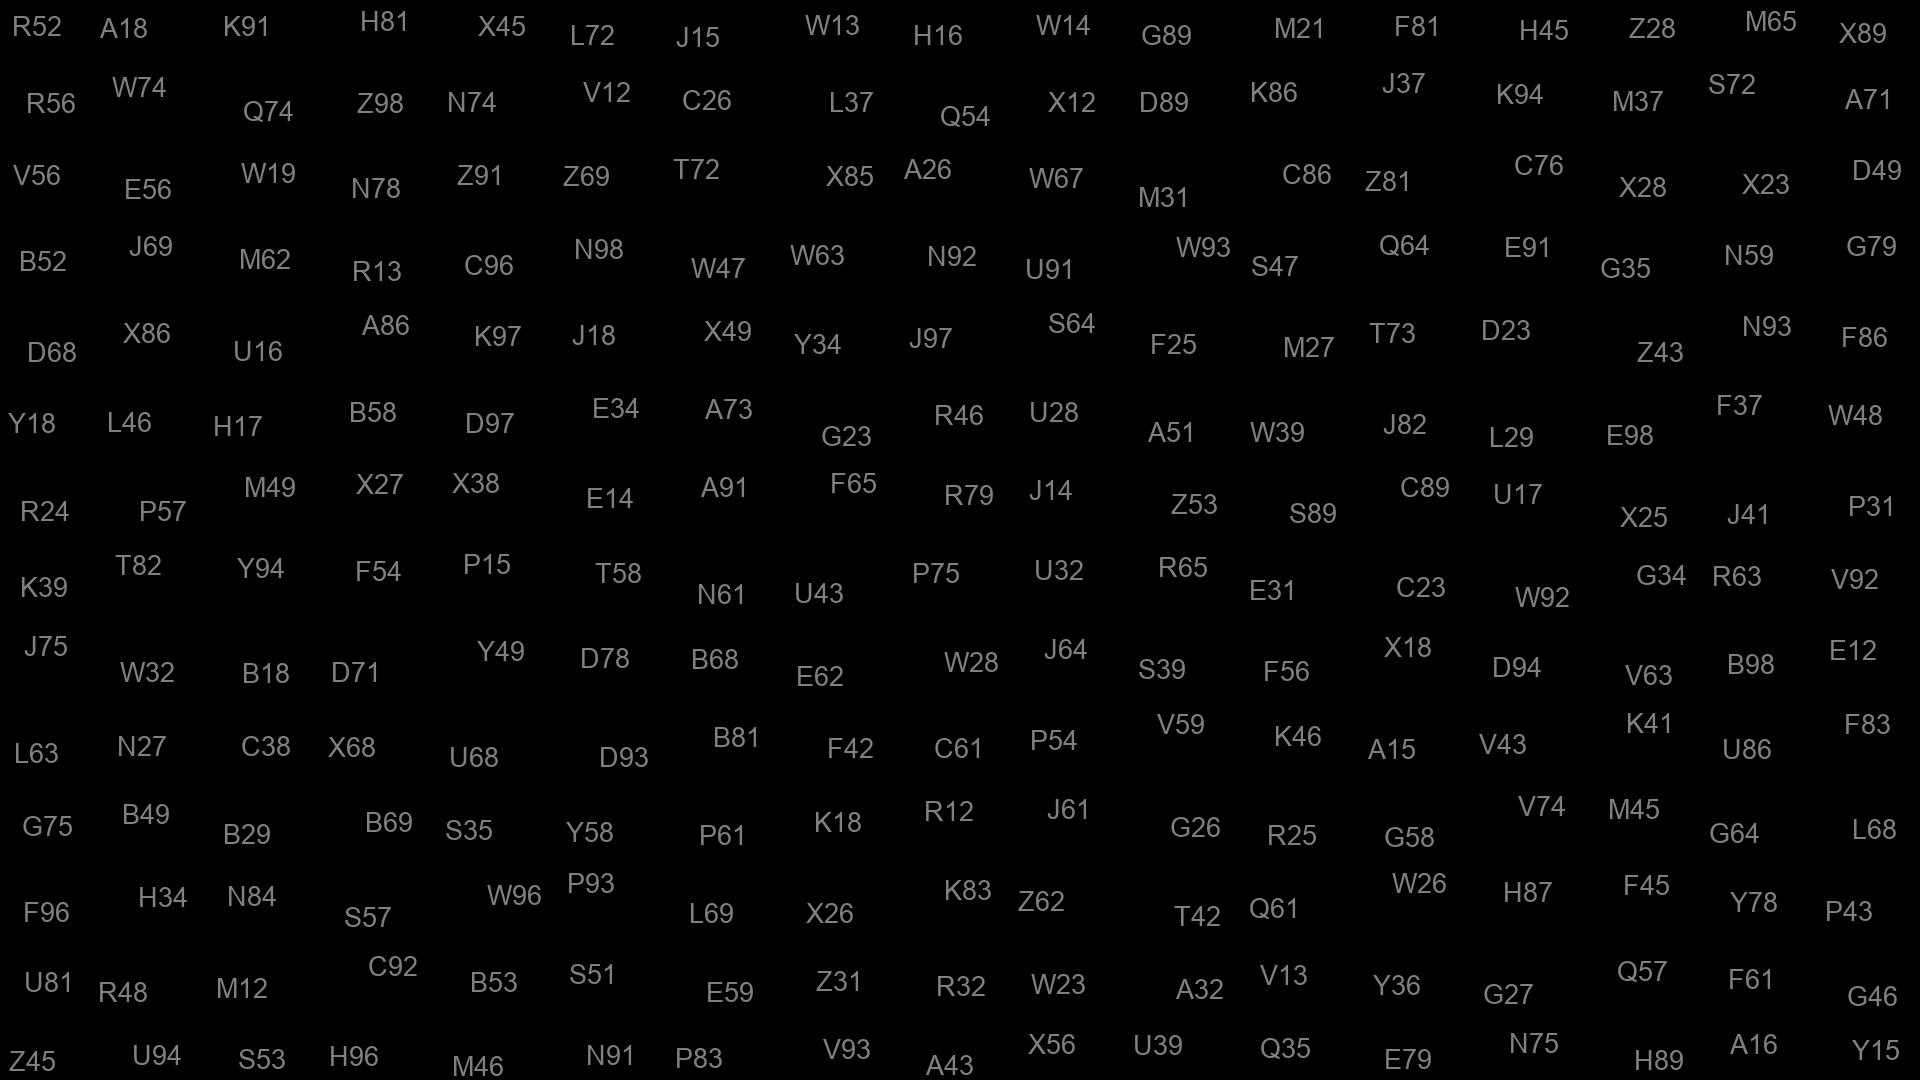 R52 A18 K91 H81 X45 L72 J15 W13 H16 W14 G89 M21 F81 H45 Z28 M65 X89
R56 W74 Q74 Z98 N74 V12 C26 L37 Q54 X12 D89 K86 J37 K94 M37 S72 A71
V56 E56 W19 N78 Z91 Z69 T72 X85 A26 W67 M31 C86 Z81 C76 X28 X23 D49
B52 J69 M62 R13 C96 N98 W47 W63 N92 U91 W93 S47 Q64 E91 G35 N59 G79
D68 X86 U16 A86 K97 J18 X49 Y34 J97 S64 F25 M27 T73 D23 Z43 N93 F86
Y18 L46 H17 B58 D97 E34 A73 G23 R46 U28 A51 W39 J82 L29 E98 F37 W48
R24 P57 M49 X27 X38 E14 A91 F65 R79 J14 Z53 S89 C89 U17 X25 J41 P31
K39 T82 Y94 F54 P15 T58 N61 U43 P75 U32 R65 E31 C23 W92 G34 R63 V92
J75 W32 B18 D71 Y49 D78 B68 E62 W28 J64 S39 F56 X18 D94 V63 B98 E12
L63 N27 C38 X68 U68 D93 B81 F42 C61 P54 V59 K46 A15 V43 K41 U86 F83
G75 B49 B29 B69 S35 Y58 P61 K18 R12 J61 G26 R25 G58 V74 M45 G64 L68
F96 H34 N84 S57 W96 P93 L69 X26 K83 Z62 T42 Q61 W26 H87 F45 Y78 P43
U81 R48 M12 C92 B53 S51 E59 Z31 R32 W23 A32 V13 Y36 G27 Q57 F61 G46
Z45 U94 S53 H96 M46 N91 P83 V93 A43 X56 U39 Q35 E79 N75 H89 A16 Y15